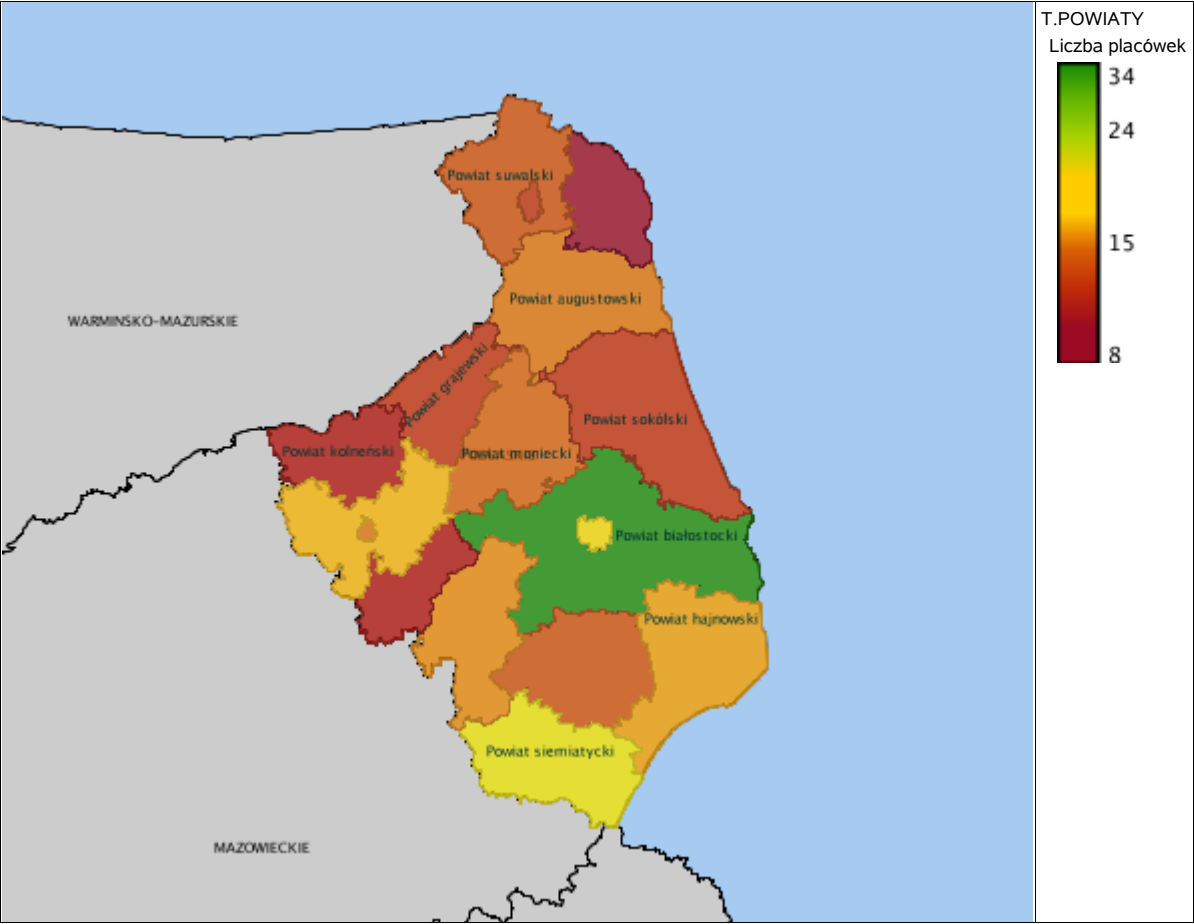 T.POWIATY
Liczba placówek
34
24
15
8
Powiat suwalski
Powiat augustowski
WARMIŃSKO-MAZURSKIE
Powiat grajewski
Powiat sokólski
Powiat kolneński
Powiat moniecki
Powiat białostocki
Powiat hajnowski
Powiat siemiatycki
MAZOWIECKIE